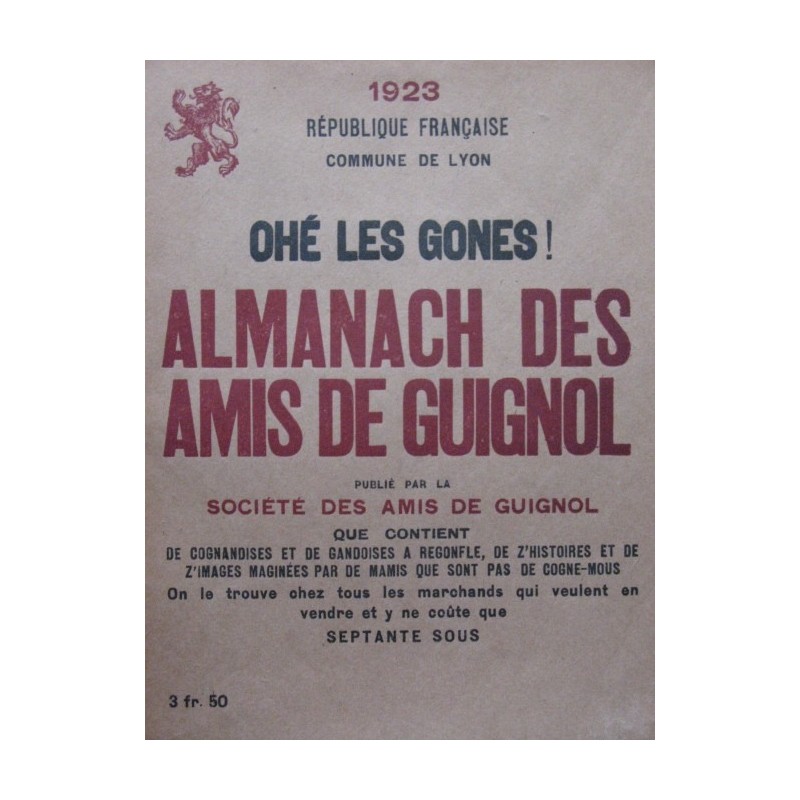 1923
RÉPUBLIQUE FRANÇAISE
COMMUNE DE LYON
OHÉ LES GONES!
ALMANACH DES
AMIS DE GUIGNOL
PUBLIÉ PAR LA
SOCIÉTÉ DES AMIS DE GUIGNOL
QUE CONTIENT
DE COGNANDISES ET DE GANDOISES A REGONFLE, DE Z'HISTOIRES ET DE
Z'IMAGES MAGINÉES PAR DE MAMIS QUE SONT PAS DE COGNE-MOUS
On le trouve chez tous les marchands qui veulent en
vendre et y ne coûte que
SEPTANTE SOUS
3 fr. 50